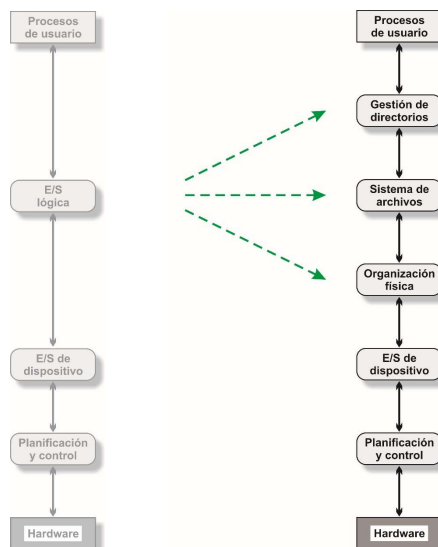 Procesos
de usuario
E/S
lógica
E/S de
dispositivo
Planificación
y control
Hardware
Procesos
de usuario
Gestión de
directorios
Sistema de
archivos
Organización
física
E/S de
dispositivo
Planificación
y control
Hardware